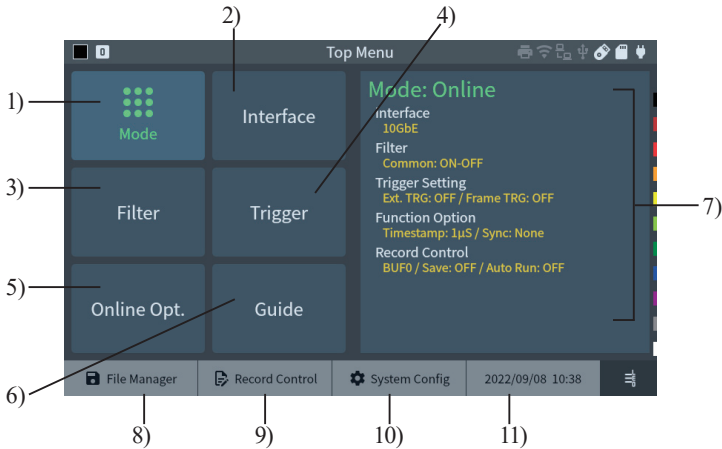 2)
4)
0
Top Menu
1)
Mode
Interface
Mode: Online
Interface
10GbE
Filter
Common: ON-OFF
Trigger Setting
Ext. TRG: OFF / Frame TRG: OFF
Function Option
Timestamp: 1µS / Sync: None
Record Control
BUF0 / Save: OFF / Auto Run: OFF
3)
Filter
Trigger
7)
5)
Online Opt.
Guide
6)
File Manager
Record Control
System Config
2022/09/08 10:38
8)
9)
10)
11)